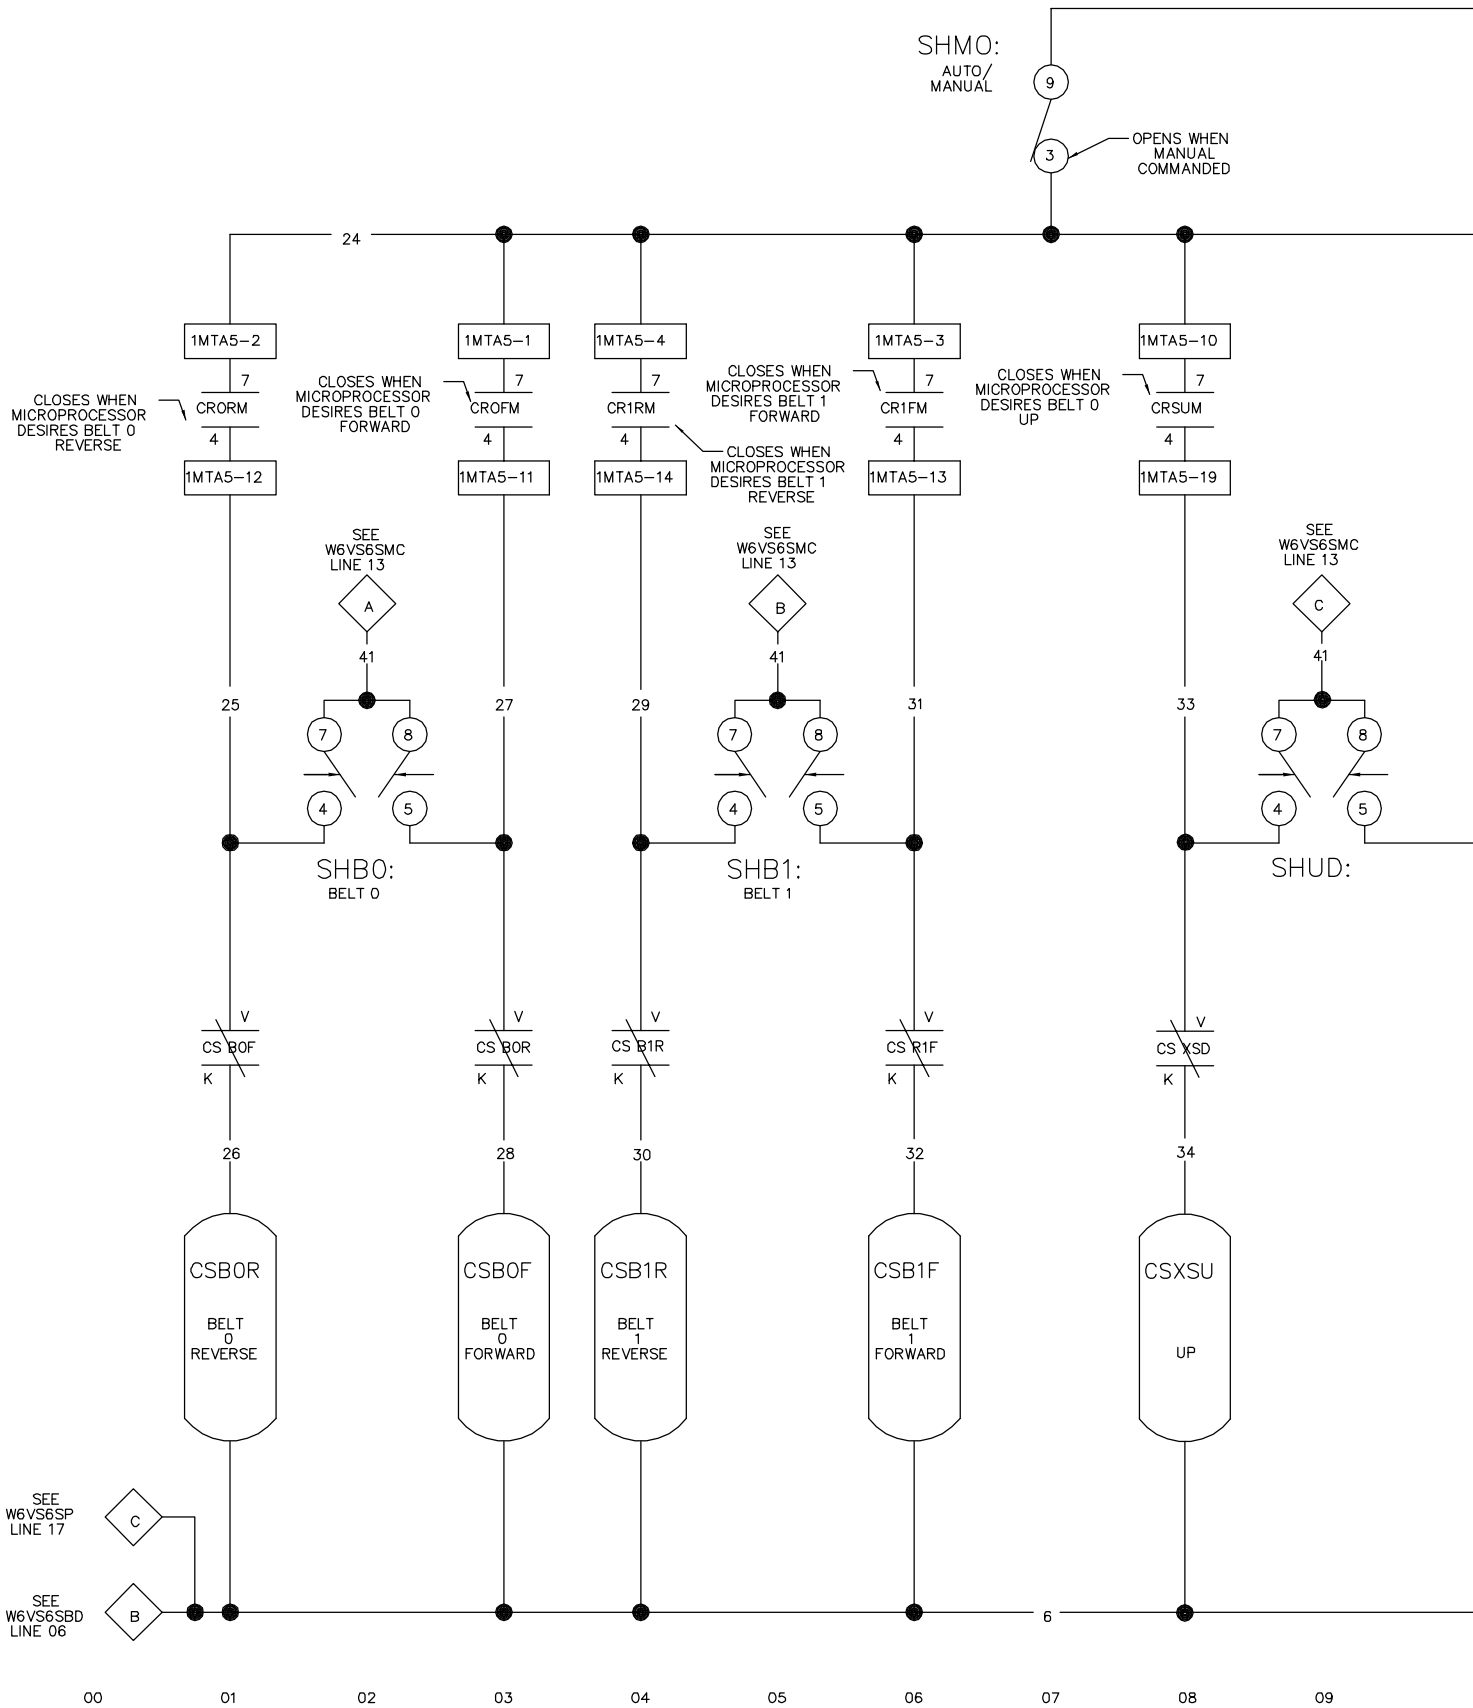 SHMO:
AUTO/
MANUAL
9
3
OPENS WHEN
MANUAL
COMMANDED
24
1MTA5-2
1MTA5-1
1MTA5-4
1MTA5-3
1MTA5-10
CLOSES WHEN
MICROPROCESSOR
DESIRES BELT 0
REVERSE
7
CR0RM
4
CLOSES WHEN
MICROPROCESSOR
DESIRES BELT 0
FORWARD
7
CR0FM
4
7
CR1RM
4
CLOSES WHEN
MICROPROCESSOR
DESIRES BELT 1
REVERSE
CLOSES WHEN
MICROPROCESSOR
DESIRES BELT 1
FORWARD
7
CR1FM
4
CLOSES WHEN
MICROPROCESSOR
DESIRES BELT 0
UP
7
CRSUM
4
1MTA5-12
1MTA5-11
1MTA5-14
1MTA5-13
1MTA5-19
SEE
W6VS6SMC
LINE 13
A
41
SEE
W6VS6SMC
LINE 13
B
41
SEE
W6VS6SMC
LINE 13
C
41
25
27
29
31
33
7
8
4
5
SHB0:
BELT 0
7
8
4
5
SHB1:
BELT 1
7
8
4
5
SHUD:
V
CS B0F
K
V
CS B0R
K
V
CS B1R
K
V
CS R1F
K
V
CS XSD
K
26
28
30
32
34
CSB0R
BELT
0
REVERSE
CSB0F
BELT
0
FORWARD
CSB1R
BELT
1
REVERSE
CSB1F
BELT
1
FORWARD
CSXSU
UP
SEE
W6VS6SP
LINE 17
C
SEE
W6VS6SBD
LINE 06
B
6
00 01 02 03 04 05 06 07 08 09